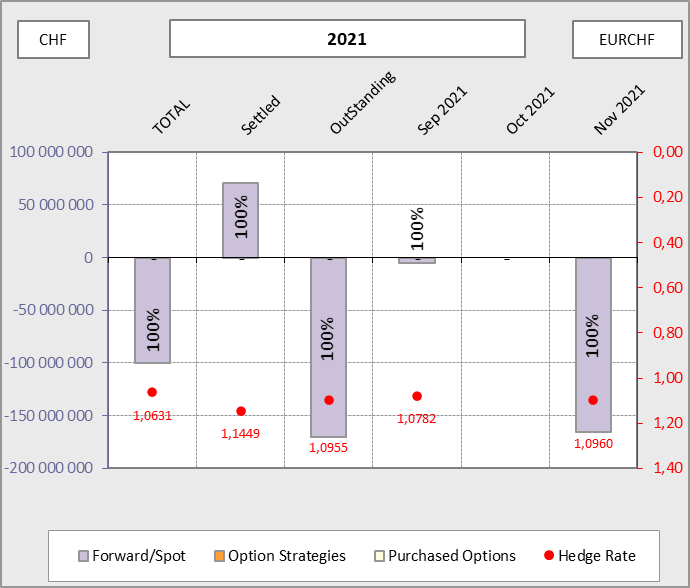 CHF
2021
EURCHF
TOTAL
Settled
OutStanding
Sep 2021
Oct 2021
Nov 2021
100 000 000
50 000 000
0
-50 000 000
-100 000 000
-150 000 000
-200 000 000
0,00
0,20
0,40
0,60
0,80
1,00
1,20
1,40
100%
100%
100%
100%
100%
1,0631
1,1449
1,0955
1,0782
1,0960
Forward/Spot
Option Strategies
Purchased Options
Hedge Rate